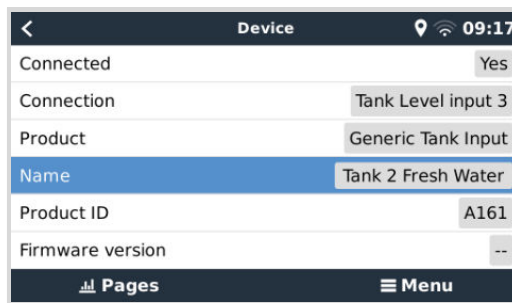 Device 09:17
Connected Yes
Connection Tank Level input 3
Product Generic Tank Input
Name Tank 2 Fresh Water
Product ID A161
Firmware version --
Pages Menu